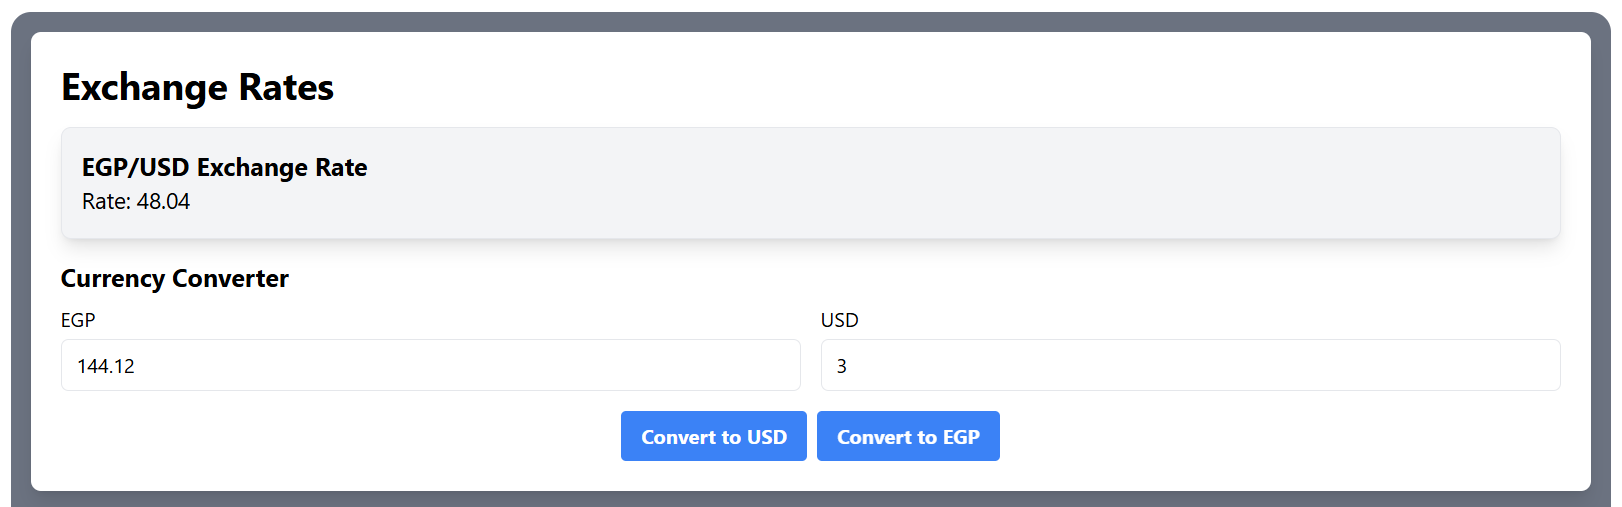 Exchange Rates
EGP/USD Exchange Rate
Rate: 48.04
Currency Converter
EGP
USD
144.12
3
Convert to USD
Convert to EGP